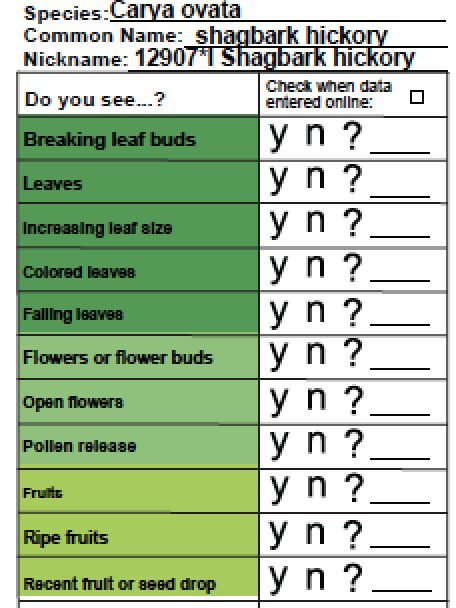 Species:Carya ovata
Common Name: shagbark hickory
Nickname: 12907*I Shagbark hickory
Do you see...? Check when data
entered online:
Breaking leaf buds y n ?____
Leaves y n ?____
Increasing leaf size y n ?____
Colored leaves y n ?____
Falling leaves y n ?____
Flowers or flower buds y n ?____
Open flowers y n ?____
Pollen release y n ?____
Fruits y n ?____
Ripe fruits y n ?____
Recent fruit or seed drop y n ?____